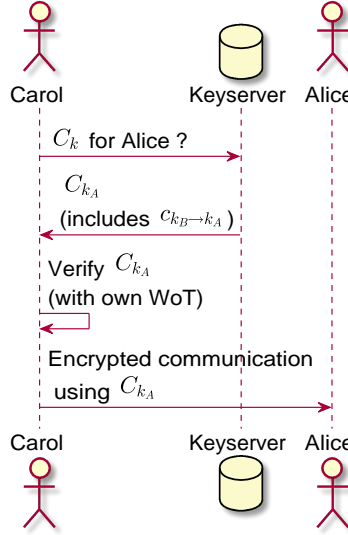 Carol Keyserver Alice
C_k for Alice ?
C_{k_A}
(includes c_{k_B→k_A})
Verify C_{k_A}
(with own WoT)
Encrypted communication
using C_{k_A}
Carol Keyserver Alice